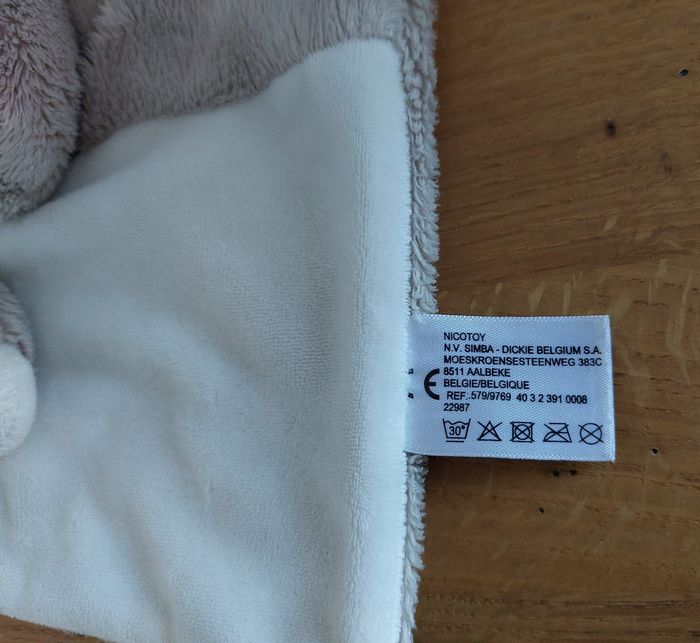 NICOTOY
N.V. SIMBA - DICKIE BELGIUM S.A.
MOESKROENSESTEENWEG 383C
8511 AALBEKE
CE BELGIE/BELGIQUE
REF.:579/9769 40 3 2 391 0008
22987
30°